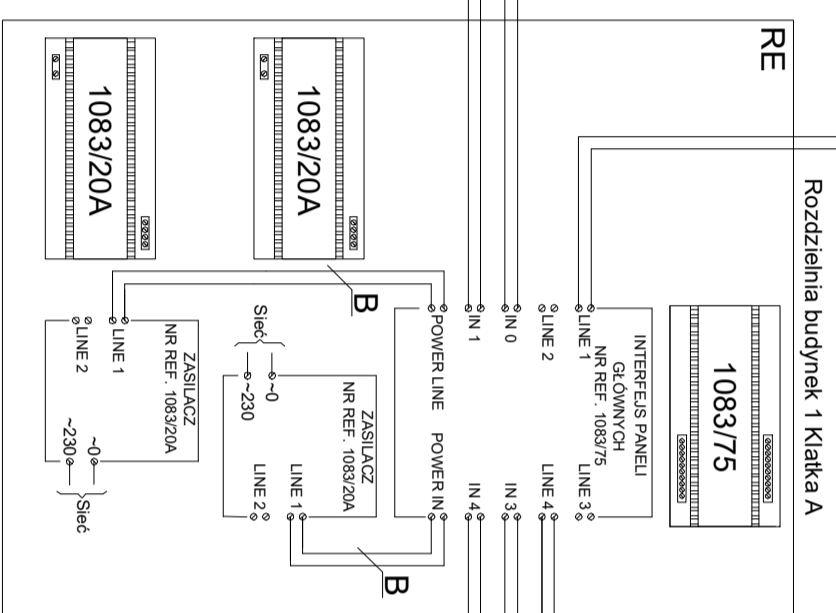 Rozdzielnia budynek 1 Klatka A
RE
1083/75
1083/20A
1083/20A
INTERFEJS PANELI
GŁÓWNYCH
NR REF. 1083/75
LINE 1
LINE 3
LINE 2
LINE 4
IN 0
IN 3
IN 1
IN 4
POWER LINE
POWER IN
B
B
ZASILACZ
NR REF. 1083/20A
Sieć
~0
~230
LINE 1
LINE 2
ZASILACZ
NR REF. 1083/20A
LINE 1
LINE 2
~0
~230
Sieć